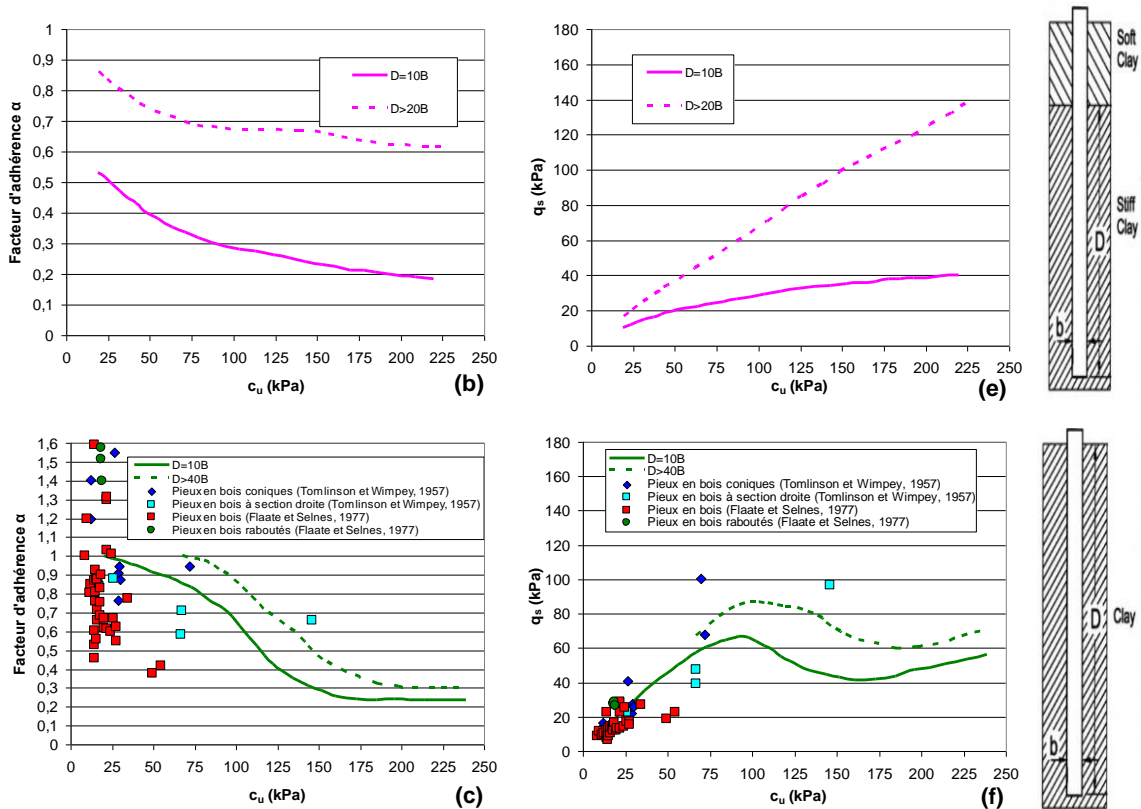 1
0,9
0,8
0,7
0,6
0,5
0,4
0,3
0,2
0,1
0
Facteur d'adhérence α
D=10B
D>20B
0 25 50 75 100 125 150 175 200 225 250
cᵤ (kPa)
(b)
180
160
140
120
100
80
60
40
20
0
qₛ (kPa)
D=10B
D>20B
0 25 50 75 100 125 150 175 200 225 250
cᵤ (kPa)
(e)
Soft
Clay
Stiff
Clay
D
b
1,6
1,5
1,4
1,3
1,2
1,1
1
0,9
0,8
0,7
0,6
0,5
0,4
0,3
0,2
0,1
0
Facteur d'adhérence α
D=10B
D>40B
Pieux en bois coniques (Tomlinson et Wimpey, 1957)
Pieux en bois à section droite (Tomlinson et Wimpey, 1957)
Pieux en bois (Flaate et Selnes, 1977)
Pieux en bois raboutés (Flaate et Selnes, 1977)
0 25 50 75 100 125 150 175 200 225 250
cᵤ (kPa)
(c)
180
160
140
120
100
80
60
40
20
0
qₛ (kPa)
D=10B
D>40B
Pieux en bois coniques (Tomlinson et Wimpey, 1957)
Pieux en bois à section droite (Tomlinson et Wimpey, 1957)
Pieux en bois (Flaate et Selnes, 1977)
Pieux en bois raboutés (Flaate et Selnes, 1977)
0 25 50 75 100 125 150 175 200 225 250
cᵤ (kPa)
(f)
D
Clay
b